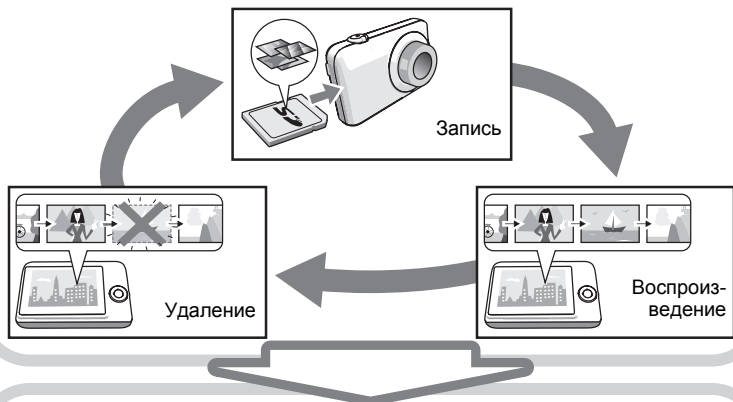 Запись
Воспроиз-
ведение
Удаление